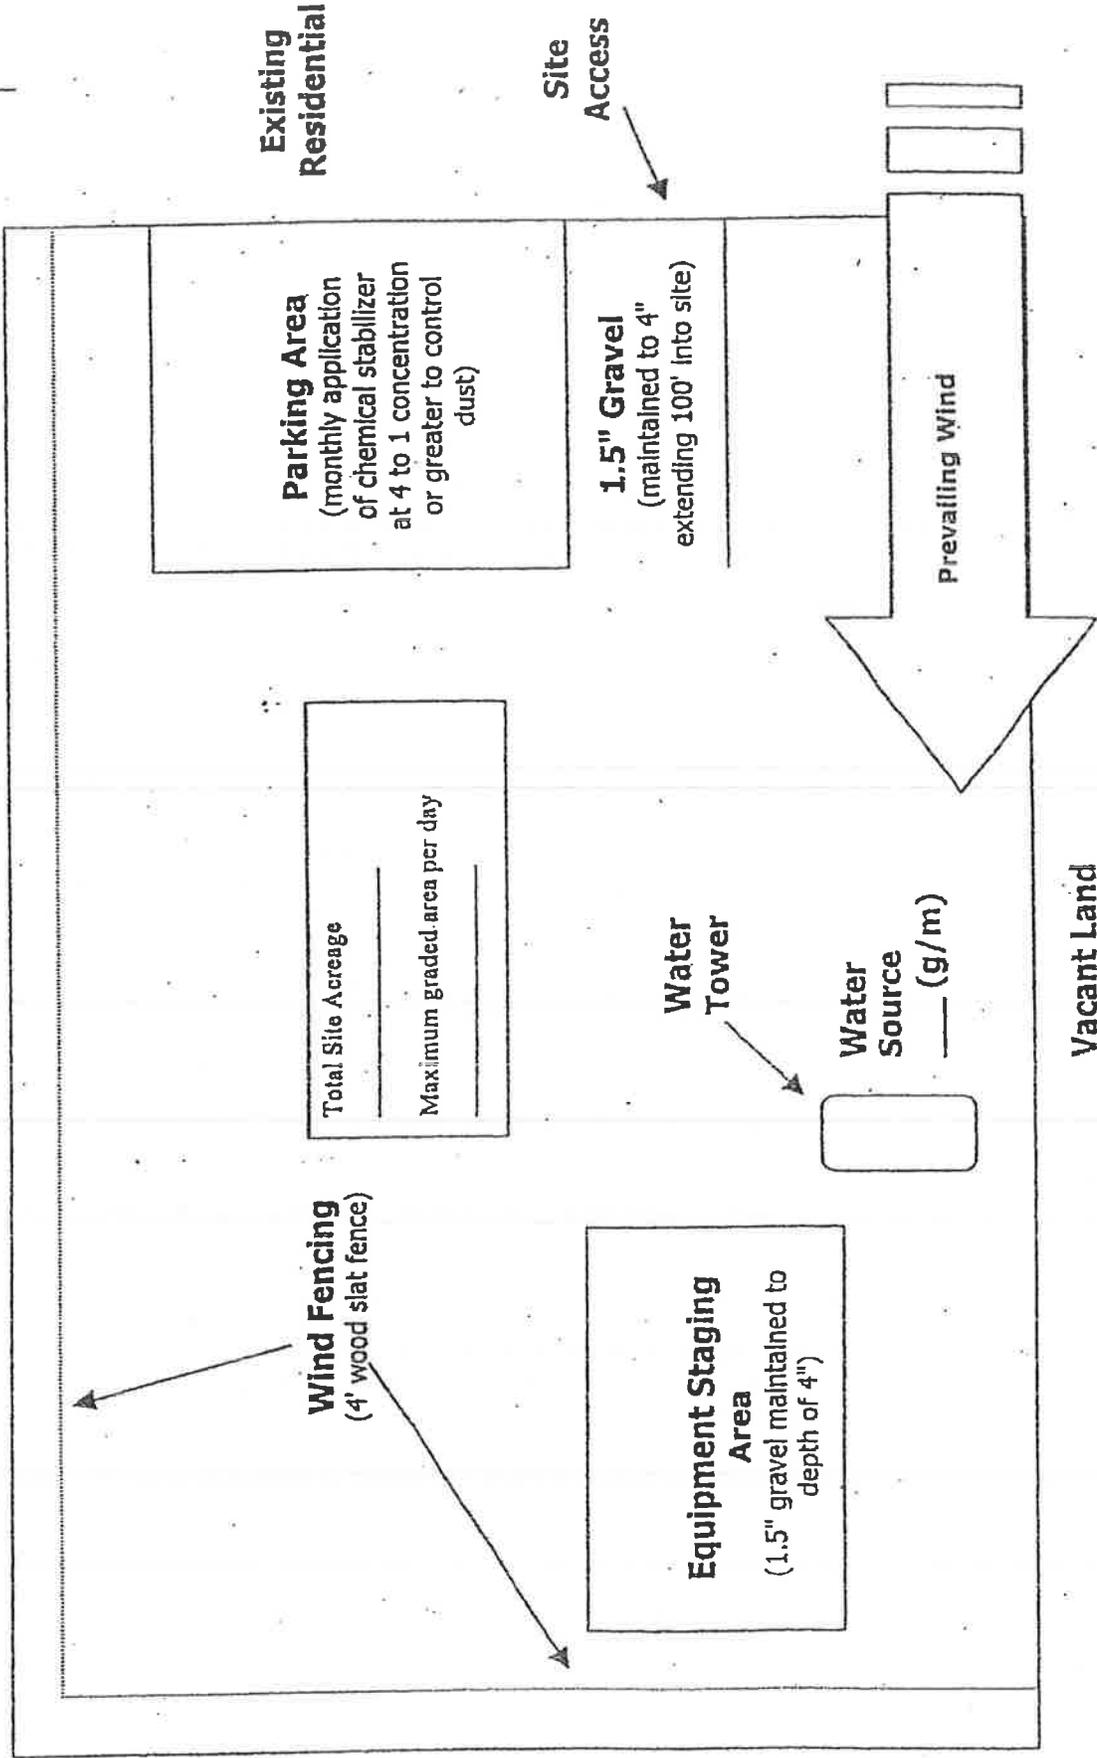 Existing
Residential
Site
Access
Parking Area
(monthly application
of chemical stabilizer
at 4 to 1 concentration
or greater to control
dust)
1.5" Gravel
(maintained to 4"
extending 100' into site)
Prevailing Wind
Total Site Acreage
Maximum graded area per day
Water
Tower
Water
Source
____ (g/m)
Vacant Land
Wind Fencing
(4' wood slat fence)
Equipment Staging
Area
(1.5" gravel maintained to
depth of 4")